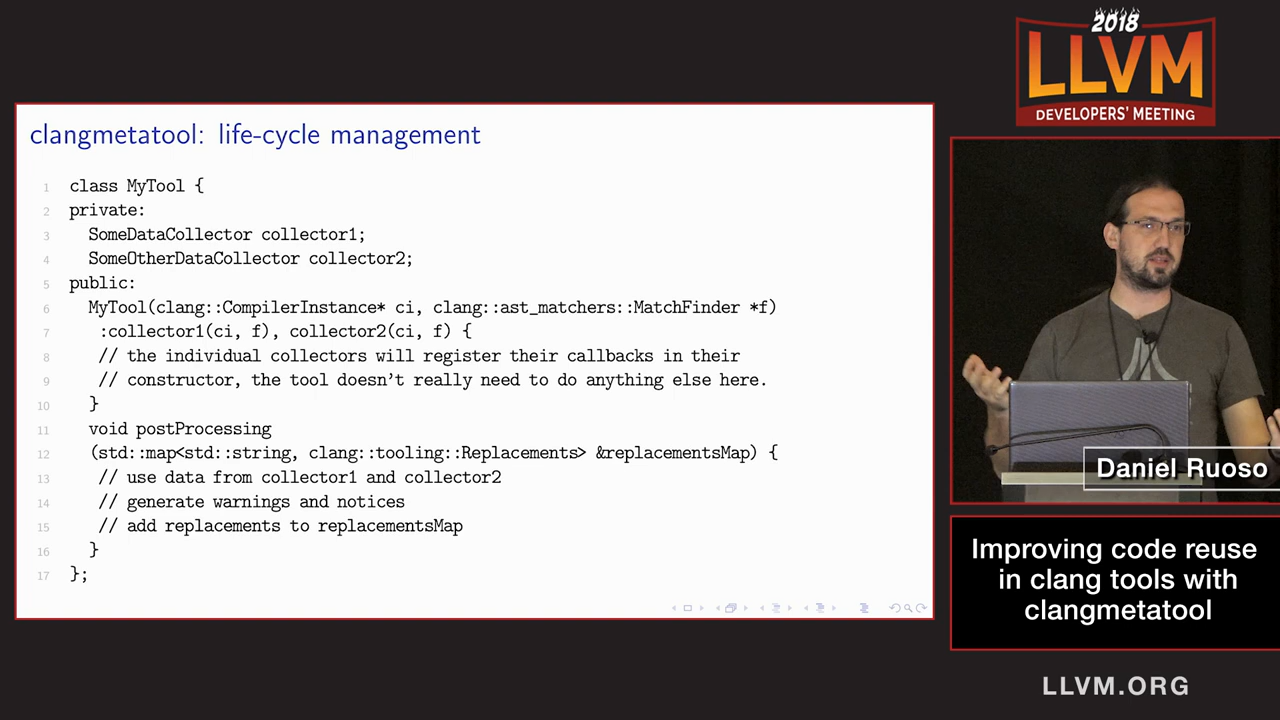 clangmetatool: life-cycle management
1 class MyTool {
2 private:
3 SomeDataCollector collector1;
4 SomeOtherDataCollector collector2;
5 public:
6 MyTool(clang::CompilerInstance* ci, clang::ast_matchers::MatchFinder *f)
7 :collector1(ci, f), collector2(ci, f) {
8 // the individual collectors will register their callbacks in their
9 // constructor, the tool doesn't really need to do anything else here.
10 }
11 void postProcessing
12 (std::map<std::string, clang::tooling::Replacements> &replacementsMap) {
13 // use data from collector1 and collector2
14 // generate warnings and notices
15 // add replacements to replacementsMap
16 }
17 };
2018
LLVM
DEVELOPERS' MEETING
Daniel Ruoso
Improving code reuse
in clang tools with
clangmetatool
LLVM.ORG